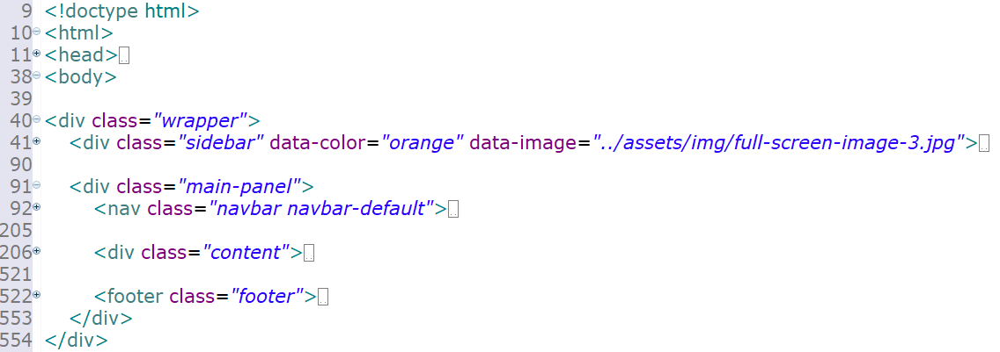 9 <!doctype html>
10 <html>
11 <head>
38 <body>
39
40 <div class="wrapper">
41 <div class="sidebar" data-color="orange" data-image="../assets/img/full-screen-image-3.jpg">
90
91 <div class="main-panel">
92 <nav class="navbar navbar-default">
205
206 <div class="content">
521
522 <footer class="footer">
553 </div>
554 </div>